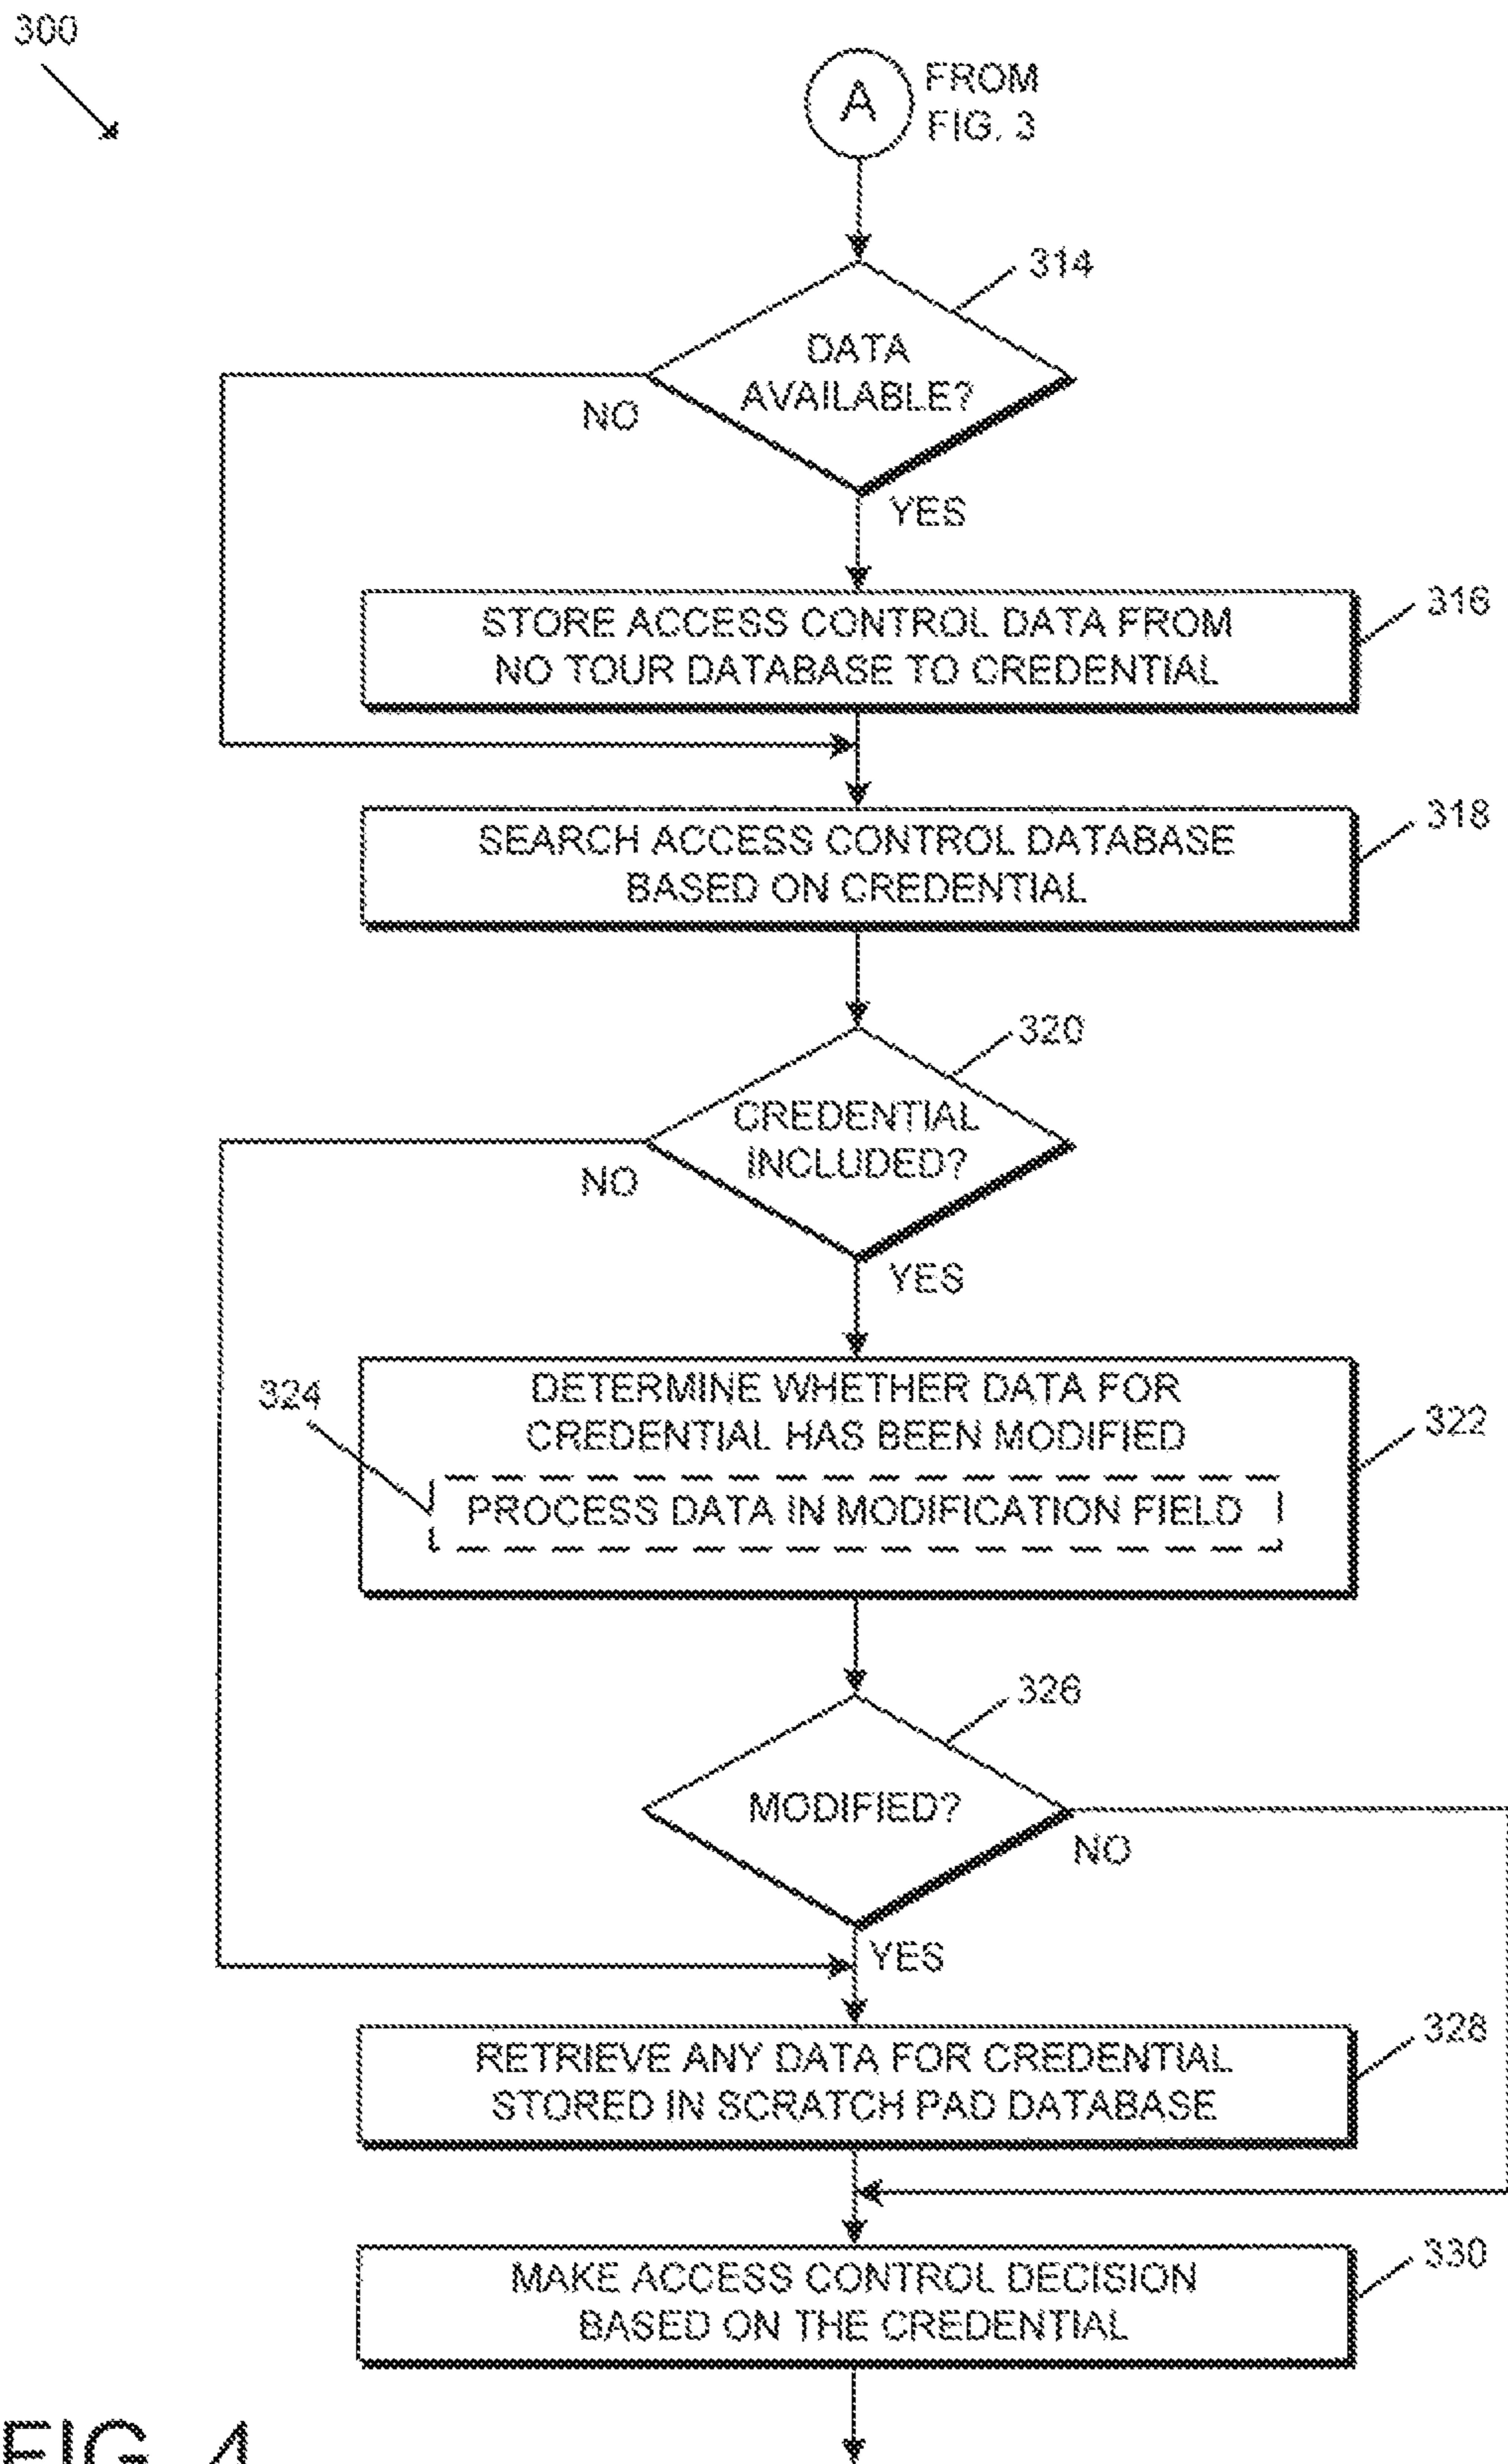 300
A
FROM
FIG. 3
314
DATA
AVAILABLE?
NO
YES
316
STORE ACCESS CONTROL DATA FROM
NO TOUR DATABASE TO CREDENTIAL
318
SEARCH ACCESS CONTROL DATABASE
BASED ON CREDENTIAL
320
CREDENTIAL
INCLUDED?
NO
YES
324
DETERMINE WHETHER DATA FOR
CREDENTIAL HAS BEEN MODIFIED
322
PROCESS DATA IN MODIFICATION FIELD
326
MODIFIED?
NO
YES
328
RETRIEVE ANY DATA FOR CREDENTIAL
STORED IN SCRATCH PAD DATABASE
330
MAKE ACCESS CONTROL DECISION
BASED ON THE CREDENTIAL
FIG. 4